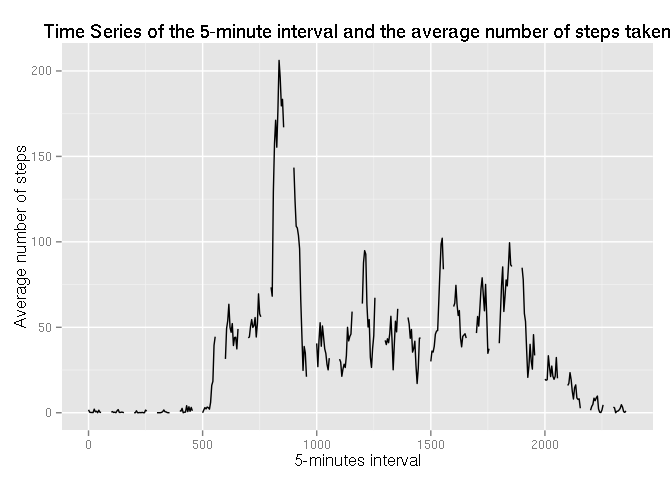 Time Series of the 5-minute interval and the average number of steps taken
200
150
100
50
0
Average number of steps
0 500 1000 1500 2000
5-minutes interval